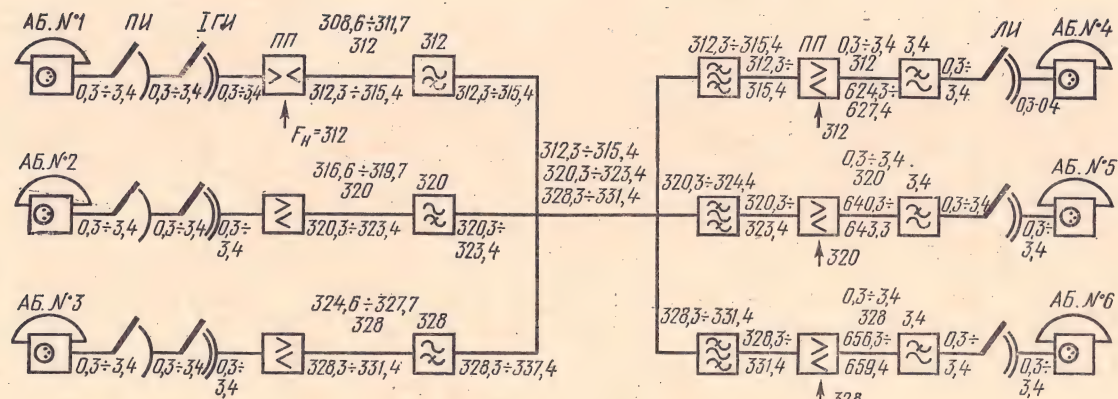 АБ. №1 ПИ I ГИ ПП 308,6÷311,7 312 312
0,3÷3,4 0,3÷3,4 0,3÷3,4 312,3÷315,4 312,3÷315,4
Fн=312
АБ. №2 316,6÷319,7 320 320
0,3÷3,4 0,3÷3,4 0,3÷ 3,4 320,3÷323,4 320,3÷ 323,4
АБ. №3 324,6÷327,7 328 328
0,3÷3,4 0,3÷3,4 0,3÷ 3,4 328,3÷331,4 328,3÷337,4
312,3÷315,4
320,3÷323,4
328,3÷331,4
312,3÷315,4 ПП 0,3÷3,4 3,4 ЛИ АБ. №4
312,3÷ 315,4 312 624,3÷ 627,4 0,3÷ 3,4 0,3-04
312
320,3÷324,4 0,3÷3,4 320 3,4 АБ. №5
320,3÷ 323,4 640,3÷ 643,3 0,3÷3,4 0,3÷ 3,4
320
328,3÷331,4 0,3÷3,4 328 3,4 АБ. №6
328,3÷ 331,4 656,3÷ 659,4 0,3÷ 3,4 0,3÷ 3,4
328